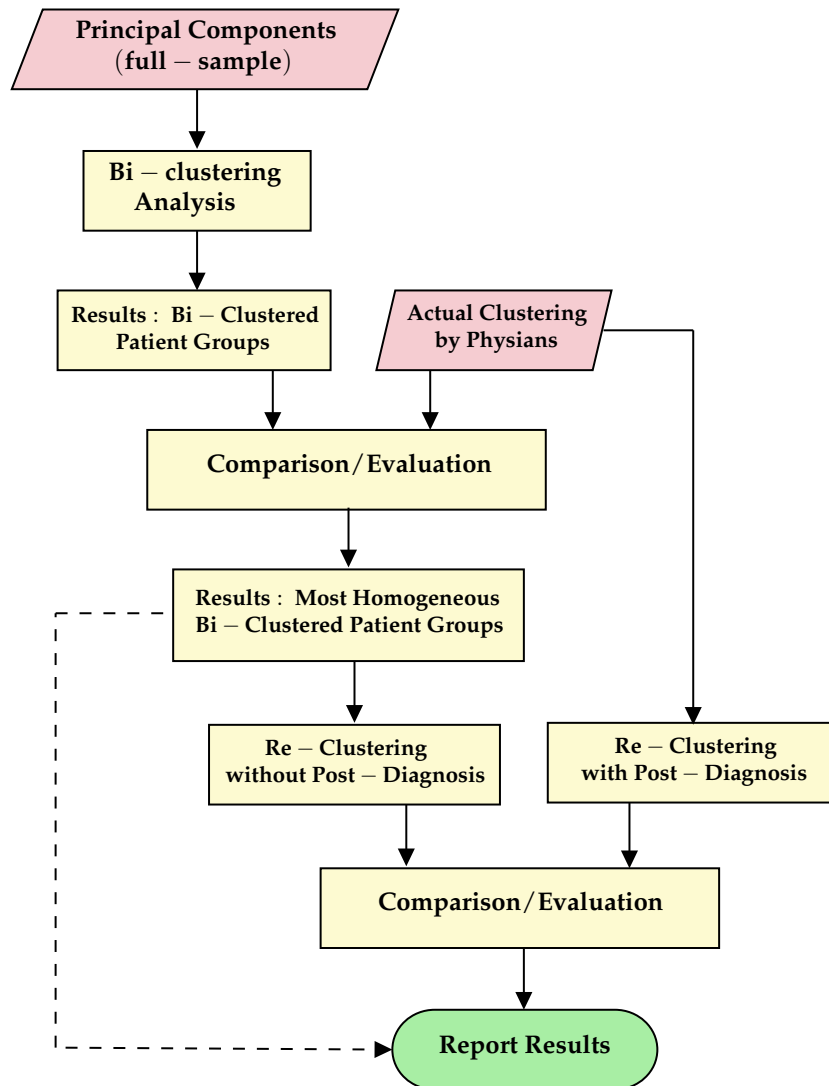 Principal Components
(full − sample)
Bi − clustering
Analysis
Results : Bi − Clustered
Patient Groups
Actual Clustering
by Physians
Comparison/Evaluation
Results : Most Homogeneous
Bi − Clustered Patient Groups
Re − Clustering
without Post − Diagnosis
Re − Clustering
with Post − Diagnosis
Comparison/Evaluation
Report Results